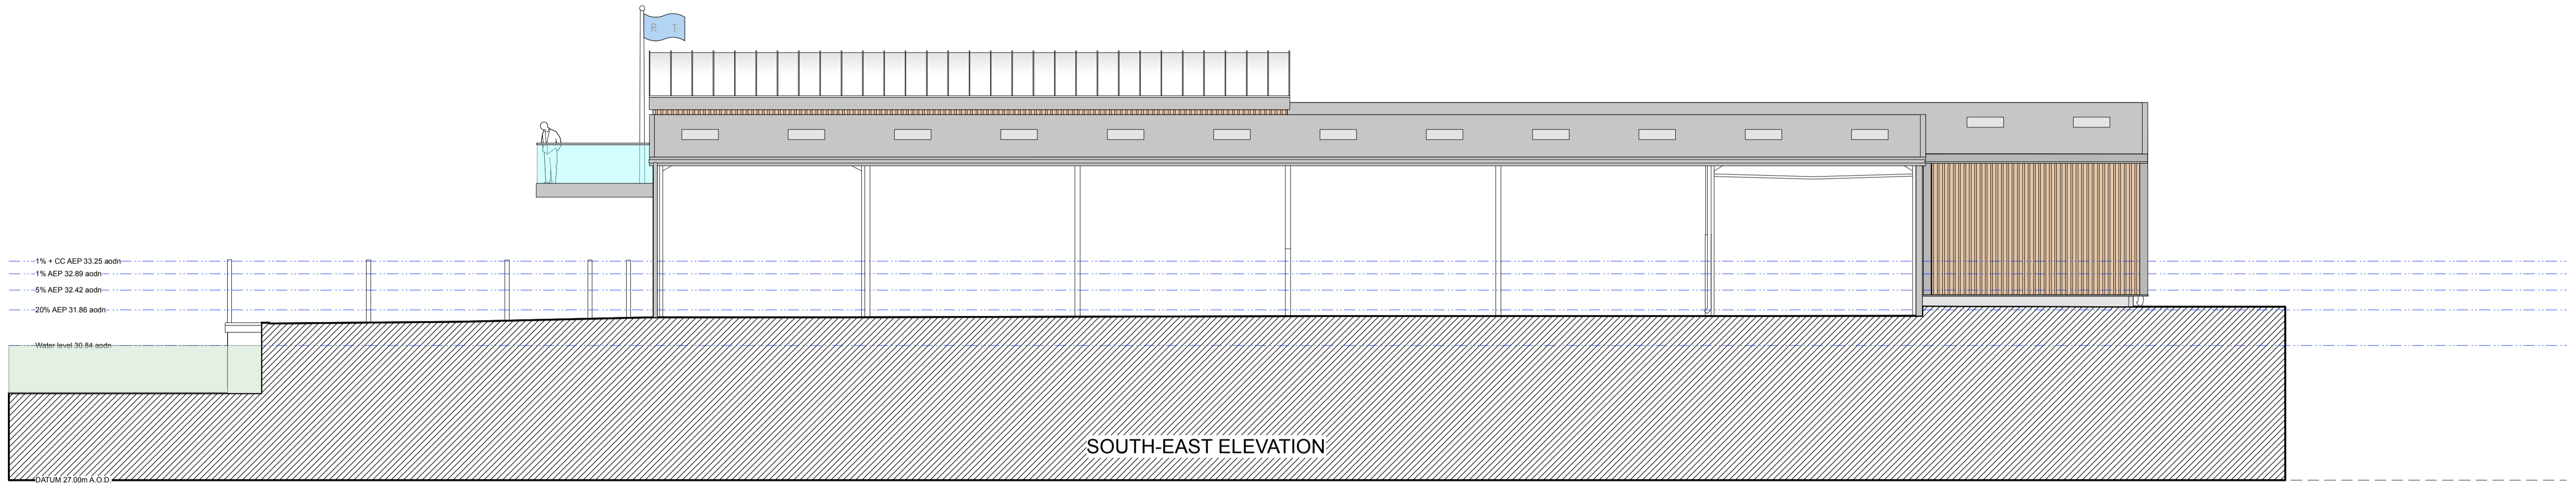 R T
1% + CC AEP 33.25 aodn
1% AEP 32.89 aodn
5% AEP 32.42 aodn
20% AEP 31.86 aodn
Water level 30.84 aodn
SOUTH-EAST ELEVATION
DATUM 27.00m A.O.D.